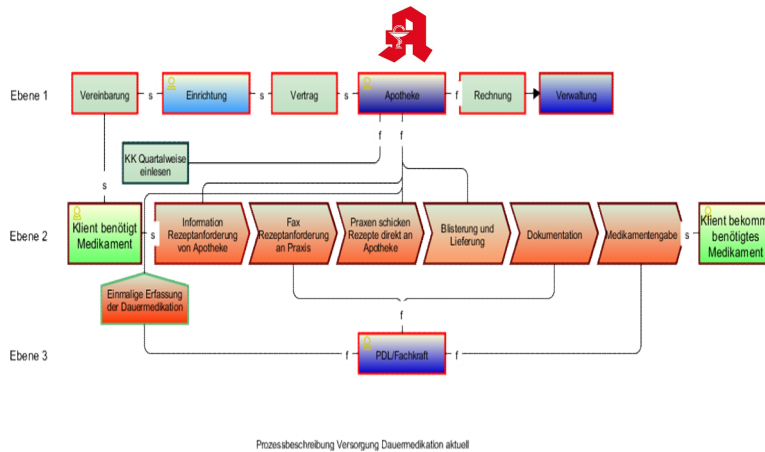 Ebene 1
Vereinbarung
s
Einrichtung
s
Vertrag
s
Apotheke
f
Rechnung
Verwaltung
f
f
KK Quartalweise
einlesen
s
Ebene 2
Klient benötigt
Medikament
s
Information
Rezeptanforderung
von Apotheke
Fax
Rezeptanforderung
an Praxis
Praxen schicken
Rezepte direkt an
Apotheke
Blisterung und
Lieferung
Dokumentation
Medikamentengabe
s
Klient bekomm
benötigtes
Medikament
Einmalige Erfassung
der Dauermedikation
f
Ebene 3
f
PDL/Fachkraft
f
Prozessbeschreibung Versorgung Dauermedikation aktuell